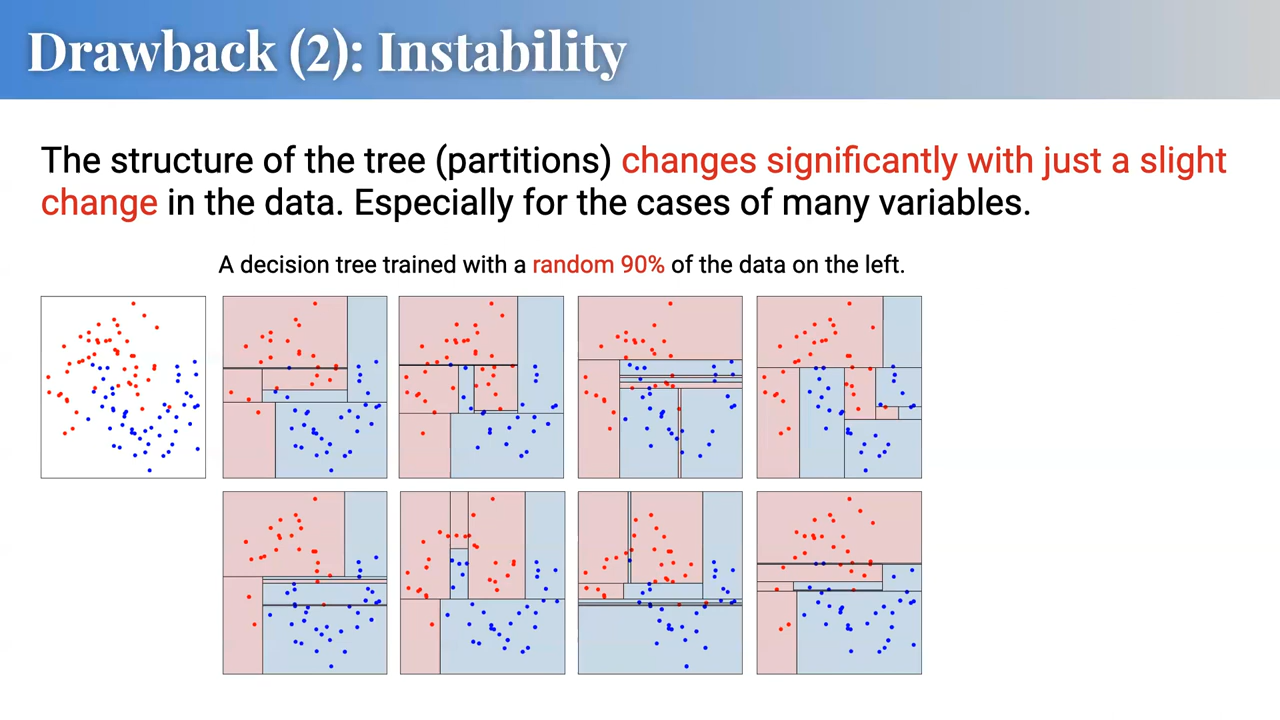 Drawback (2): Instability
The structure of the tree (partitions) changes significantly with just a slight
change in the data. Especially for the cases of many variables.
A decision tree trained with a random 90% of the data on the left.